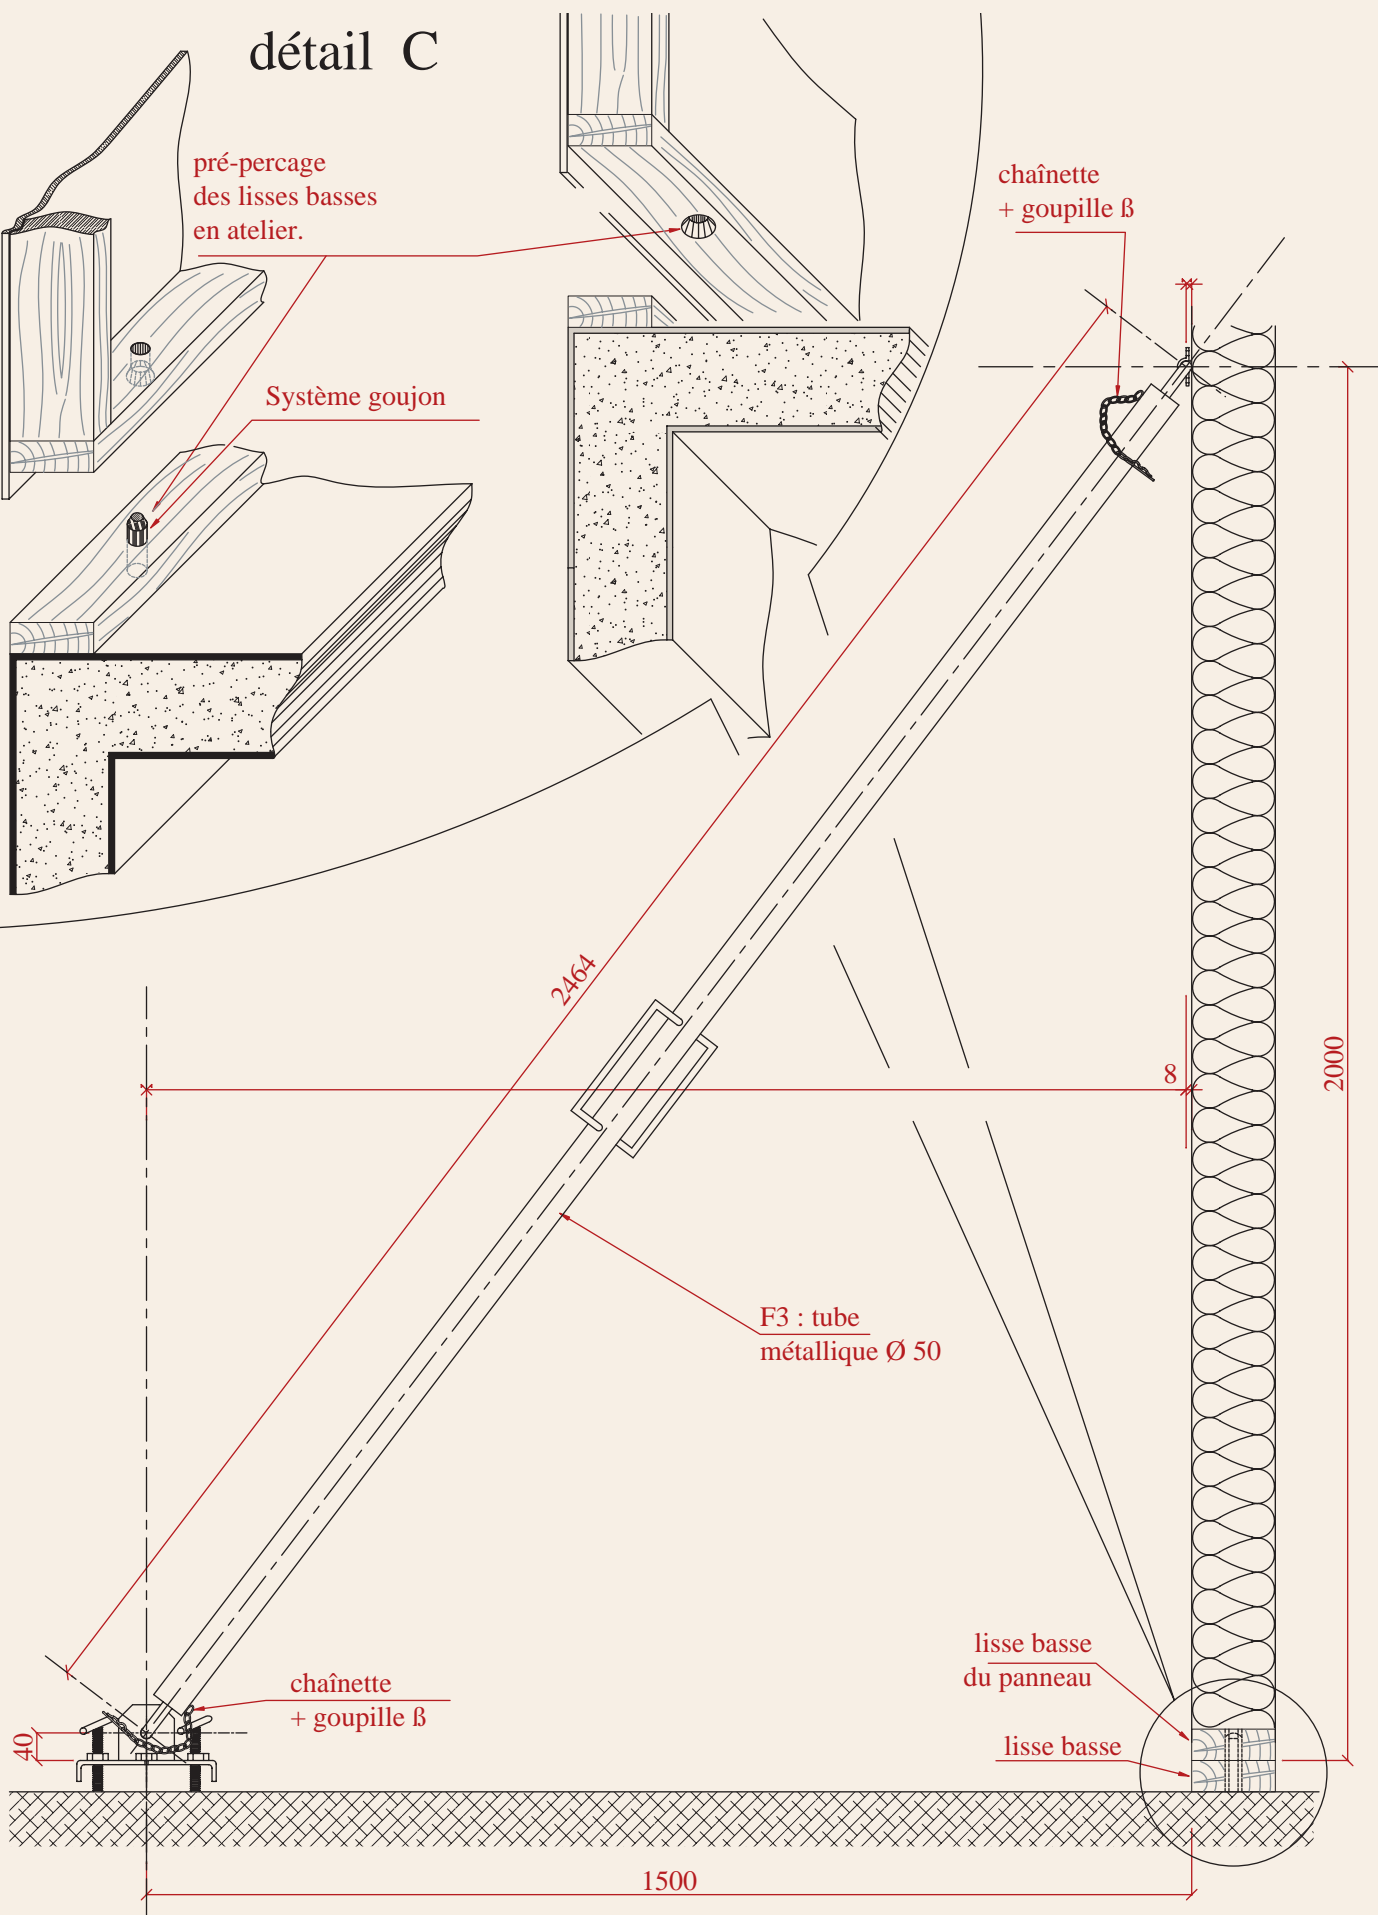 détail C
pré-percage
des lisses basses
en atelier.
chaînette
+ goupille ß
Système goujon
2464
8
2000
F3 : tube
métallique Ø 50
lisse basse
du panneau
chaînette
+ goupille ß
lisse basse
40
1500